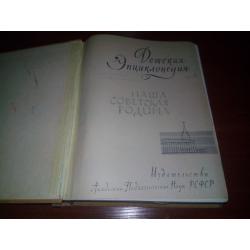 Детская
Энциклопедия
НАША
СОВЕТСКАЯ
РОДИНА
Издательство
Академии Педагогических Наук РСФСР